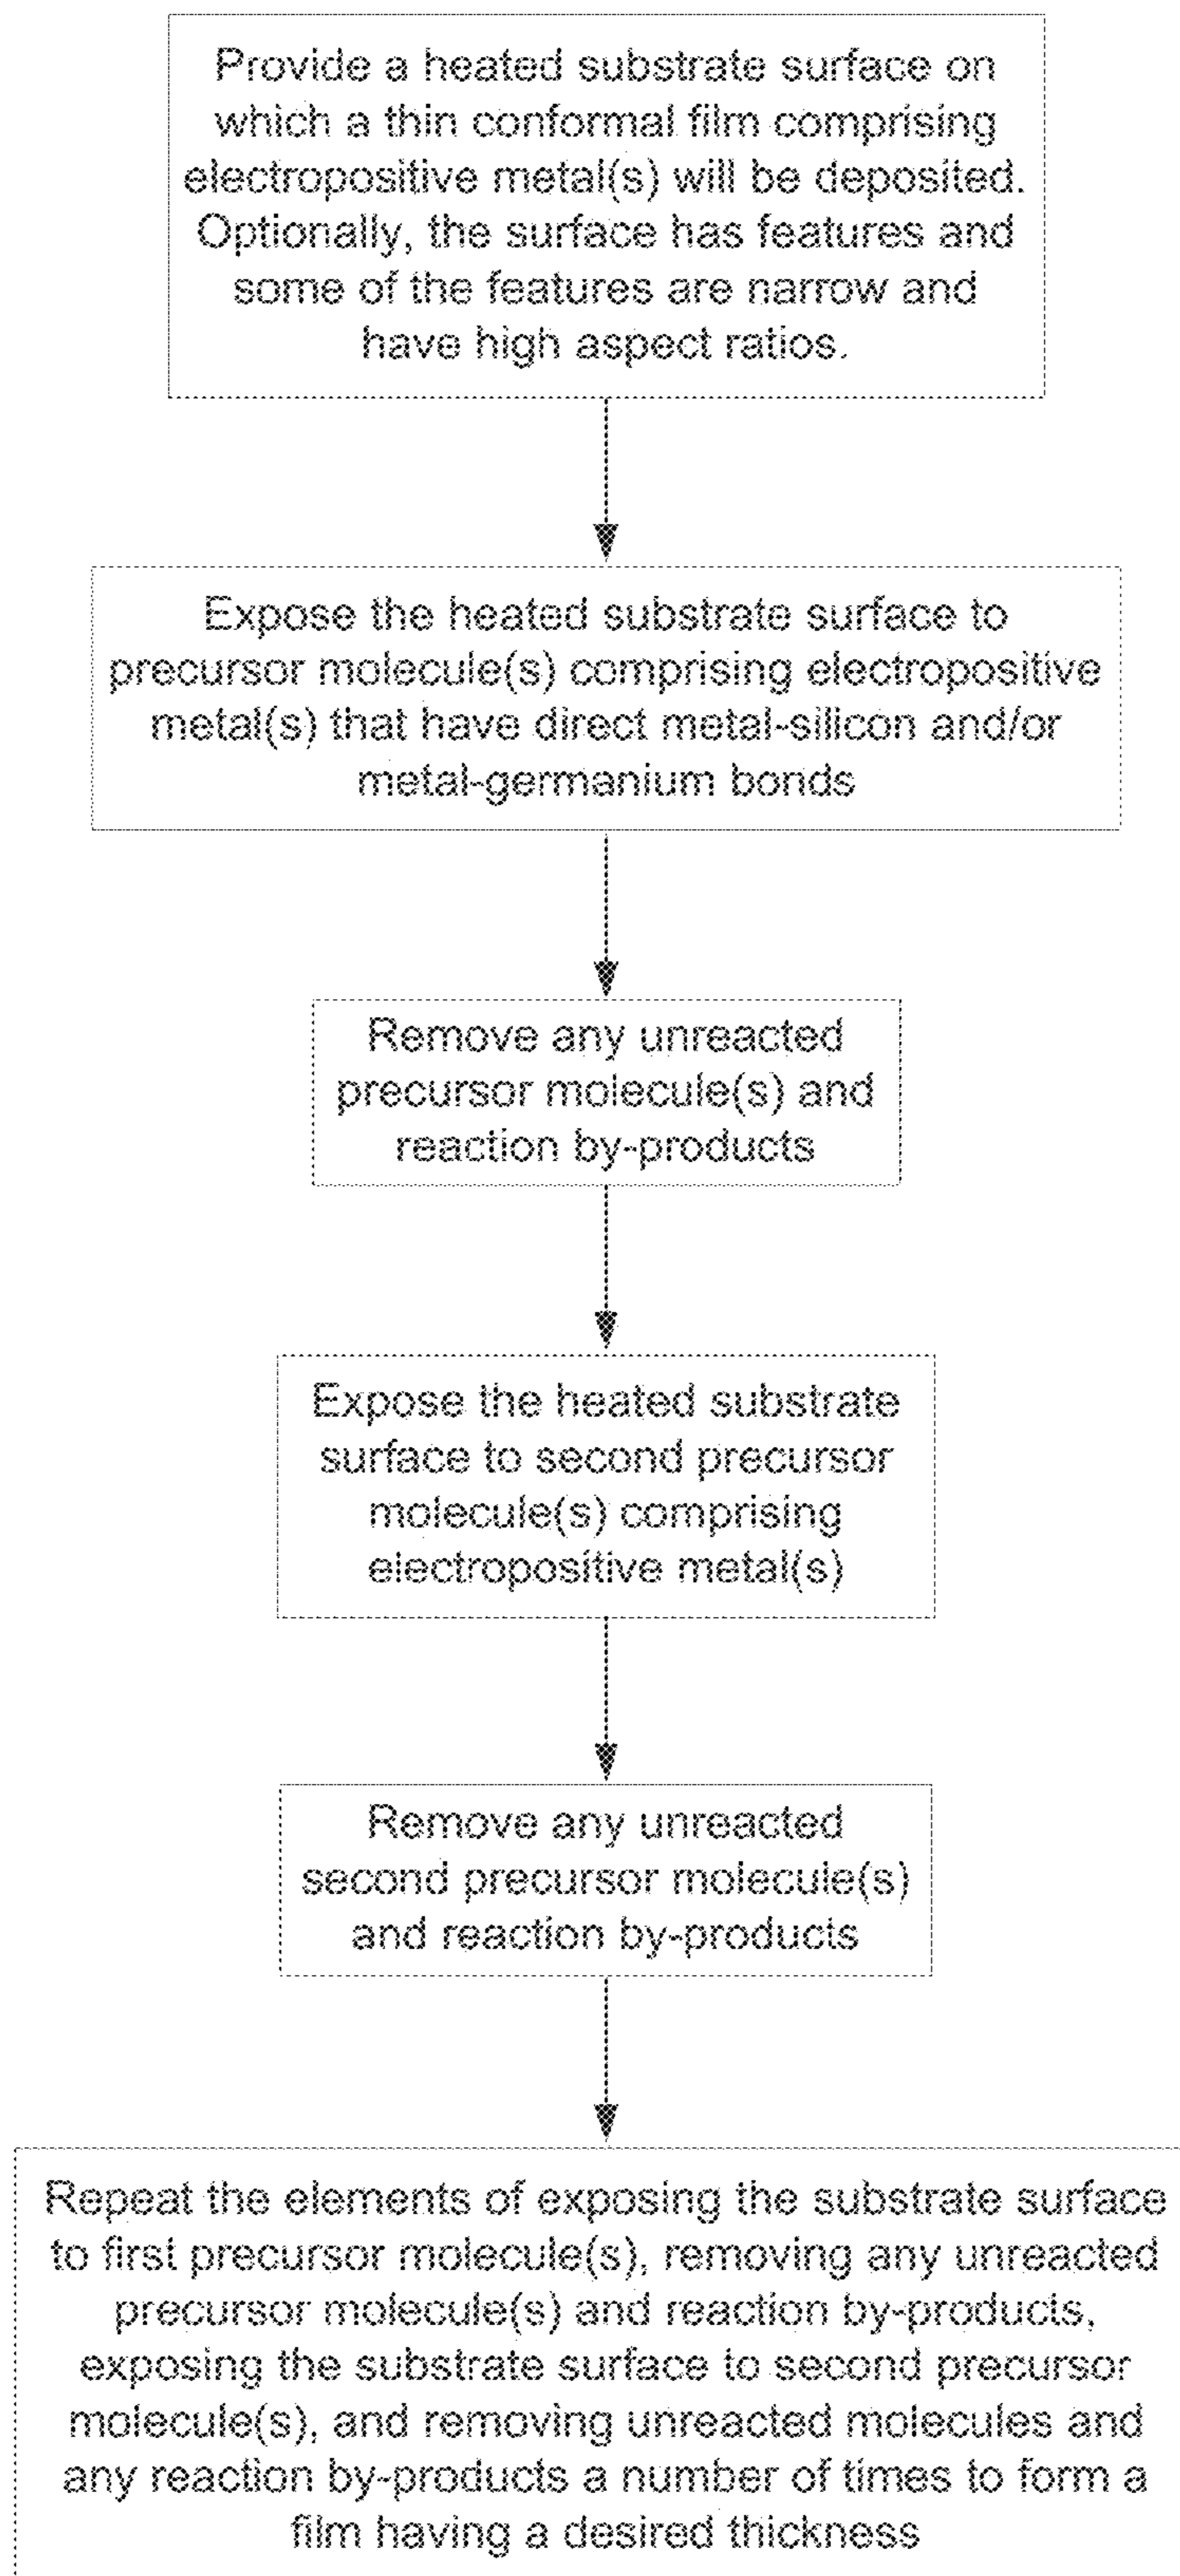 Provide a heated substrate surface on
which a thin conformal film comprising
electropositive metal(s) will be deposited.
Optionally, the surface has features and
some of the features are narrow and
have high aspect ratios.
Expose the heated substrate surface to
precursor molecule(s) comprising electropositive
metal(s) that have direct metal-silicon and/or
metal-germanium bonds
Remove any unreacted
precursor molecule(s) and
reaction by-products
Expose the heated substrate
surface to second precursor
molecule(s) comprising
electropositive metal(s)
Remove any unreacted
second precursor molecule(s)
and reaction by-products
Repeat the elements of exposing the substrate surface
to first precursor molecule(s), removing any unreacted
precursor molecule(s) and reaction by-products,
exposing the substrate surface to second precursor
molecule(s), and removing unreacted molecules and
any reaction by-products a number of times to form a
film having a desired thickness